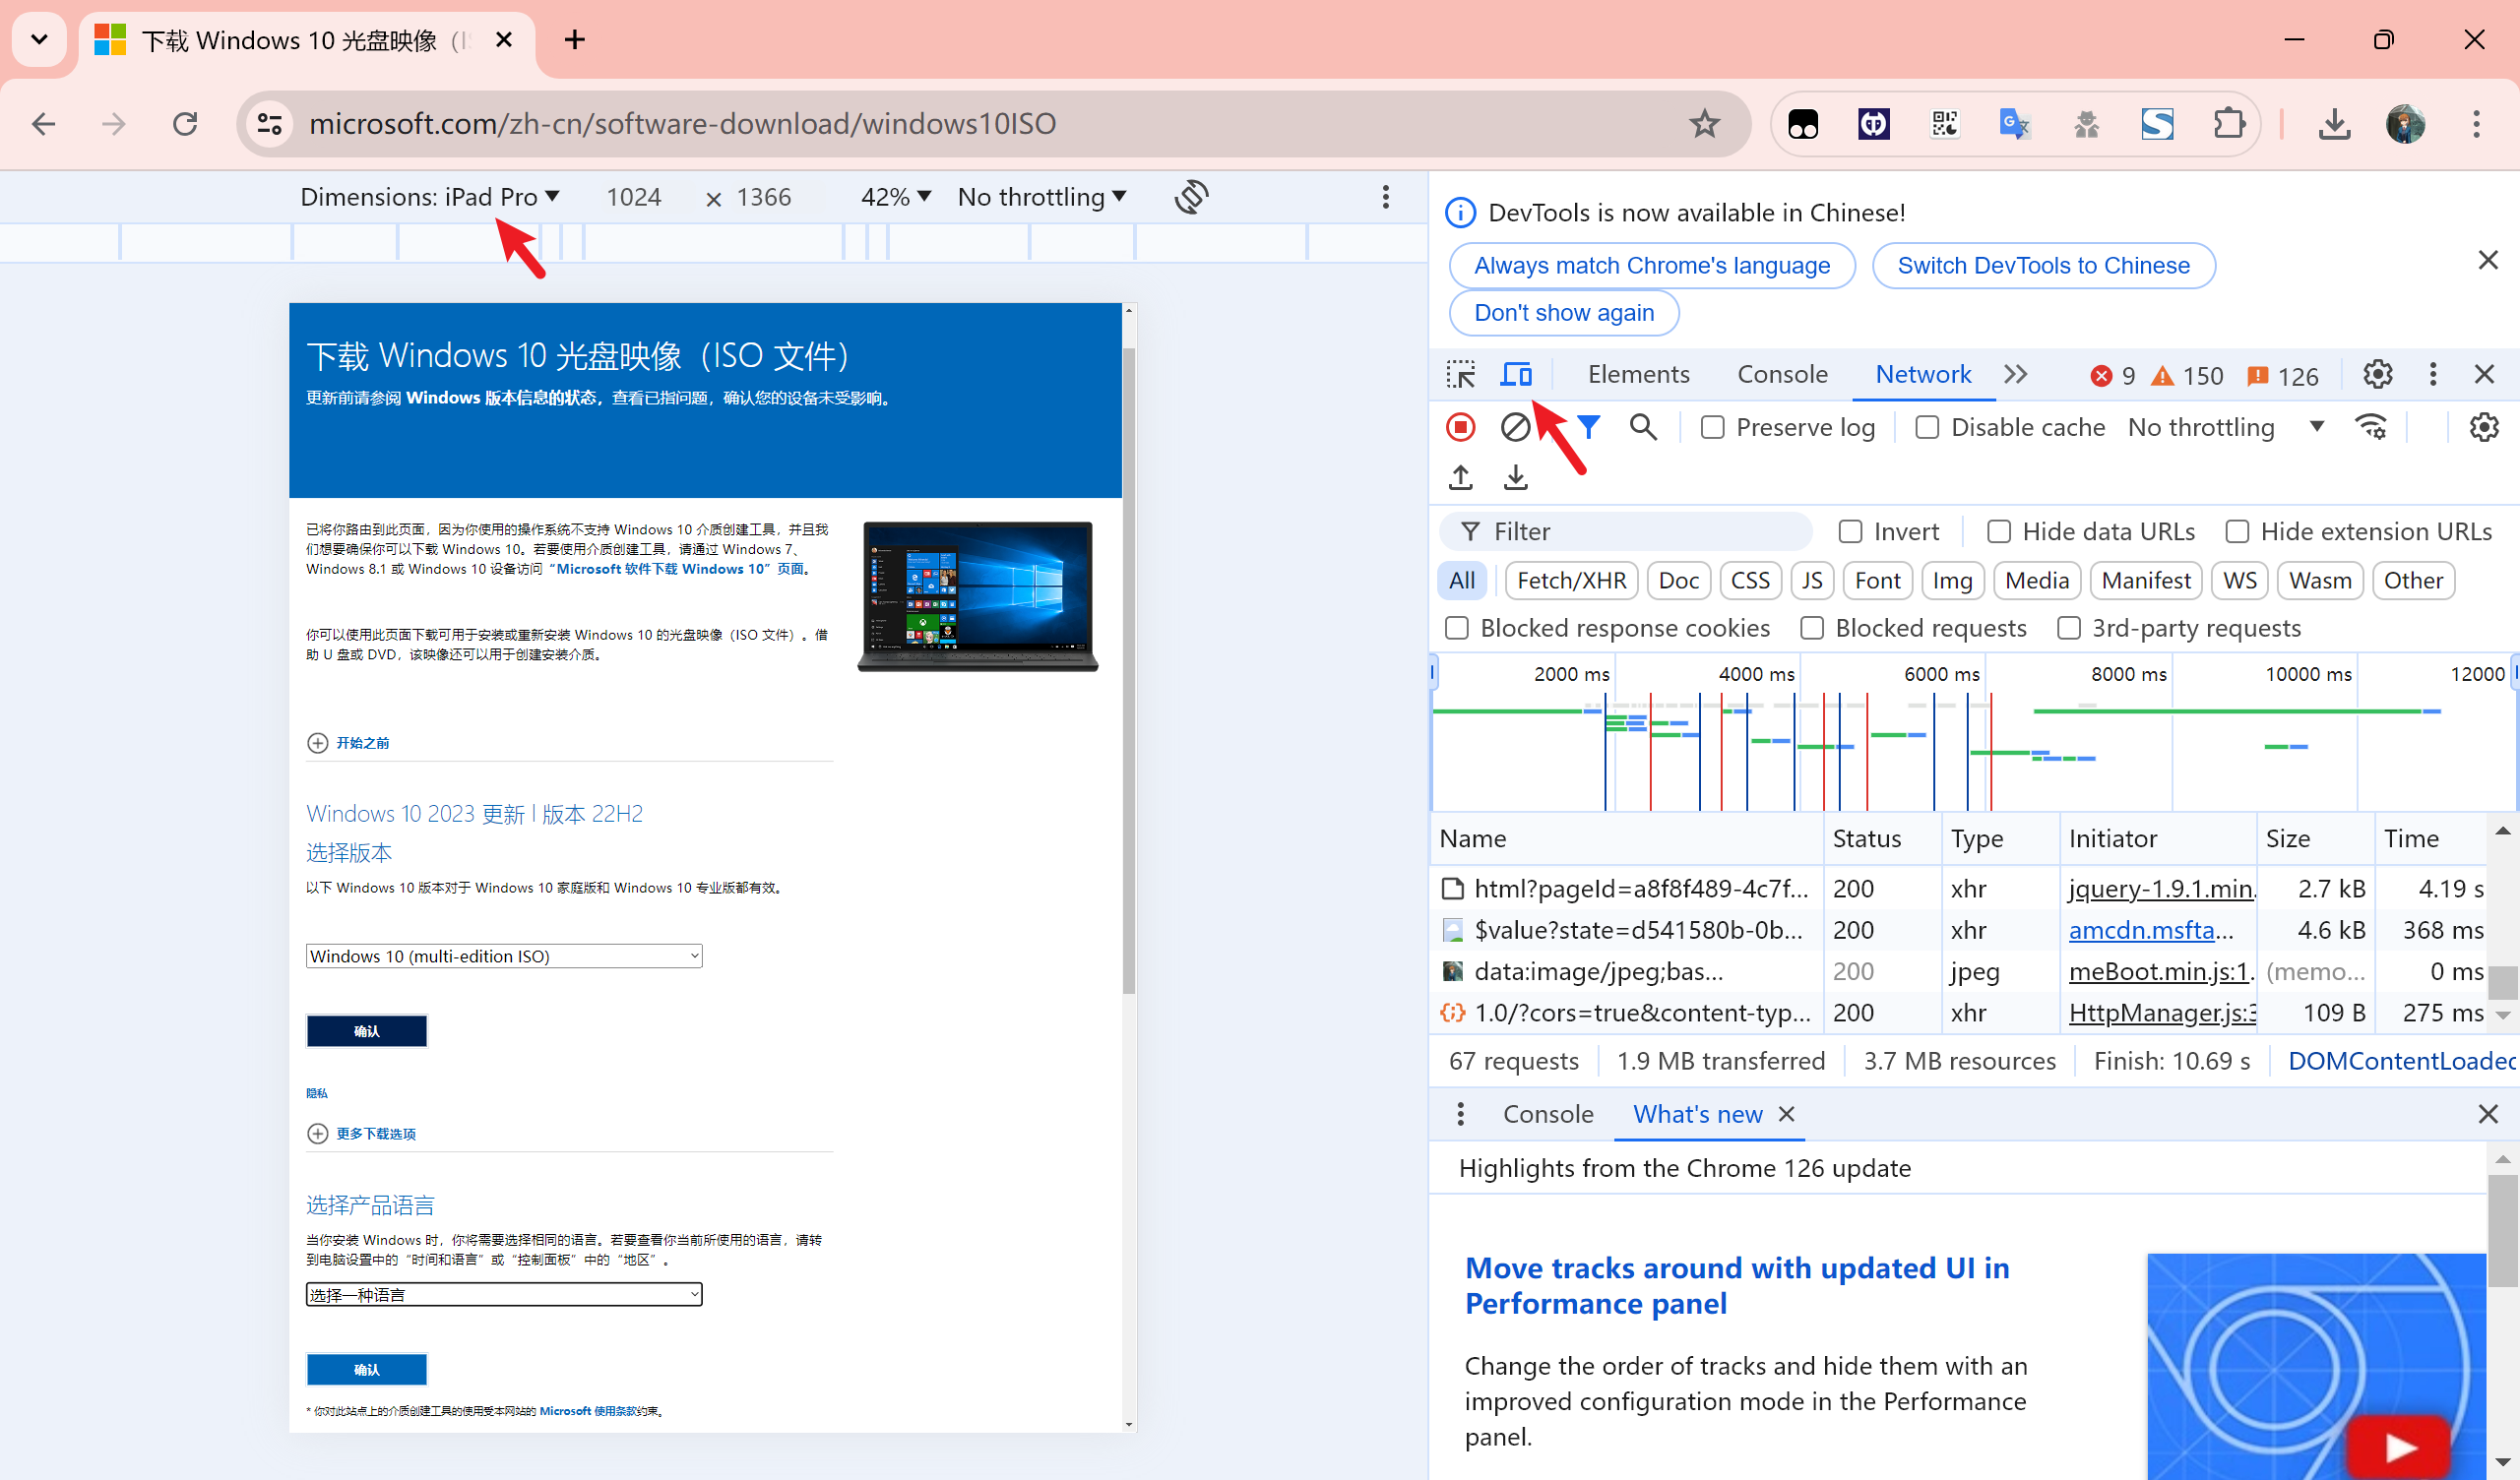 下载 Windows 10 光盘映像（IS
microsoft.com/zh-cn/software-download/windows10ISO
Dimensions: iPad Pro 1024 × 1366 42% No throttling
下载 Windows 10 光盘映像（ISO 文件）
更新前请参阅 Windows 版本信息的状态，查看已指问题，确认您的设备未受影响。
已将你路由到此页面，因为你使用的操作系统不支持 Windows 10 介质创建工具，并且我
们想要确保你可以下载 Windows 10。若要使用介质创建工具，请通过 Windows 7、
Windows 8.1 或 Windows 10 设备访问“Microsoft 软件下载 Windows 10”页面。
你可以使用此页面下载可用于安装或重新安装 Windows 10 的光盘映像（ISO 文件）。借
助 U 盘或 DVD，该映像还可以用于创建安装介质。
开始之前
Windows 10 2023 更新 | 版本 22H2
选择版本
以下 Windows 10 版本对于 Windows 10 家庭版和 Windows 10 专业版都有效。
Windows 10 (multi-edition ISO)
确认
隐私
更多下载选项
选择产品语言
当你安装 Windows 时，你将需要选择相同的语言。若要查看你当前所使用的语言，请转
到电脑设置中的“时间和语言”或“控制面板”中的“地区”。
选择一种语言
确认
* 你对此站点上的介质创建工具的使用受本网站的 Microsoft 使用条款约束。
DevTools is now available in Chinese!
Always match Chrome's language Switch DevTools to Chinese
Don't show again
Elements Console Network 9 150 126
Preserve log Disable cache No throttling
Filter Invert Hide data URLs Hide extension URLs
All Fetch/XHR Doc CSS JS Font Img Media Manifest WS Wasm Other
Blocked response cookies Blocked requests 3rd-party requests
2000 ms 4000 ms 6000 ms 8000 ms 10000 ms 12000
Name Status Type Initiator Size Time
html?pageId=a8f8f489-4c7f... 200 xhr jquery-1.9.1.min. 2.7 kB 4.19 s
$value?state=d541580b-0b... 200 xhr amcdn.msfta... 4.6 kB 368 ms
data:image/jpeg;bas... 200 jpeg meBoot.min.js:1. (memo... 0 ms
1.0/?cors=true&content-typ... 200 xhr HttpManager.js:3 109 B 275 ms
67 requests 1.9 MB transferred 3.7 MB resources Finish: 10.69 s DOMContentLoaded
Console What's new
Highlights from the Chrome 126 update
Move tracks around with updated UI in
Performance panel
Change the order of tracks and hide them with an
improved configuration mode in the Performance
panel.